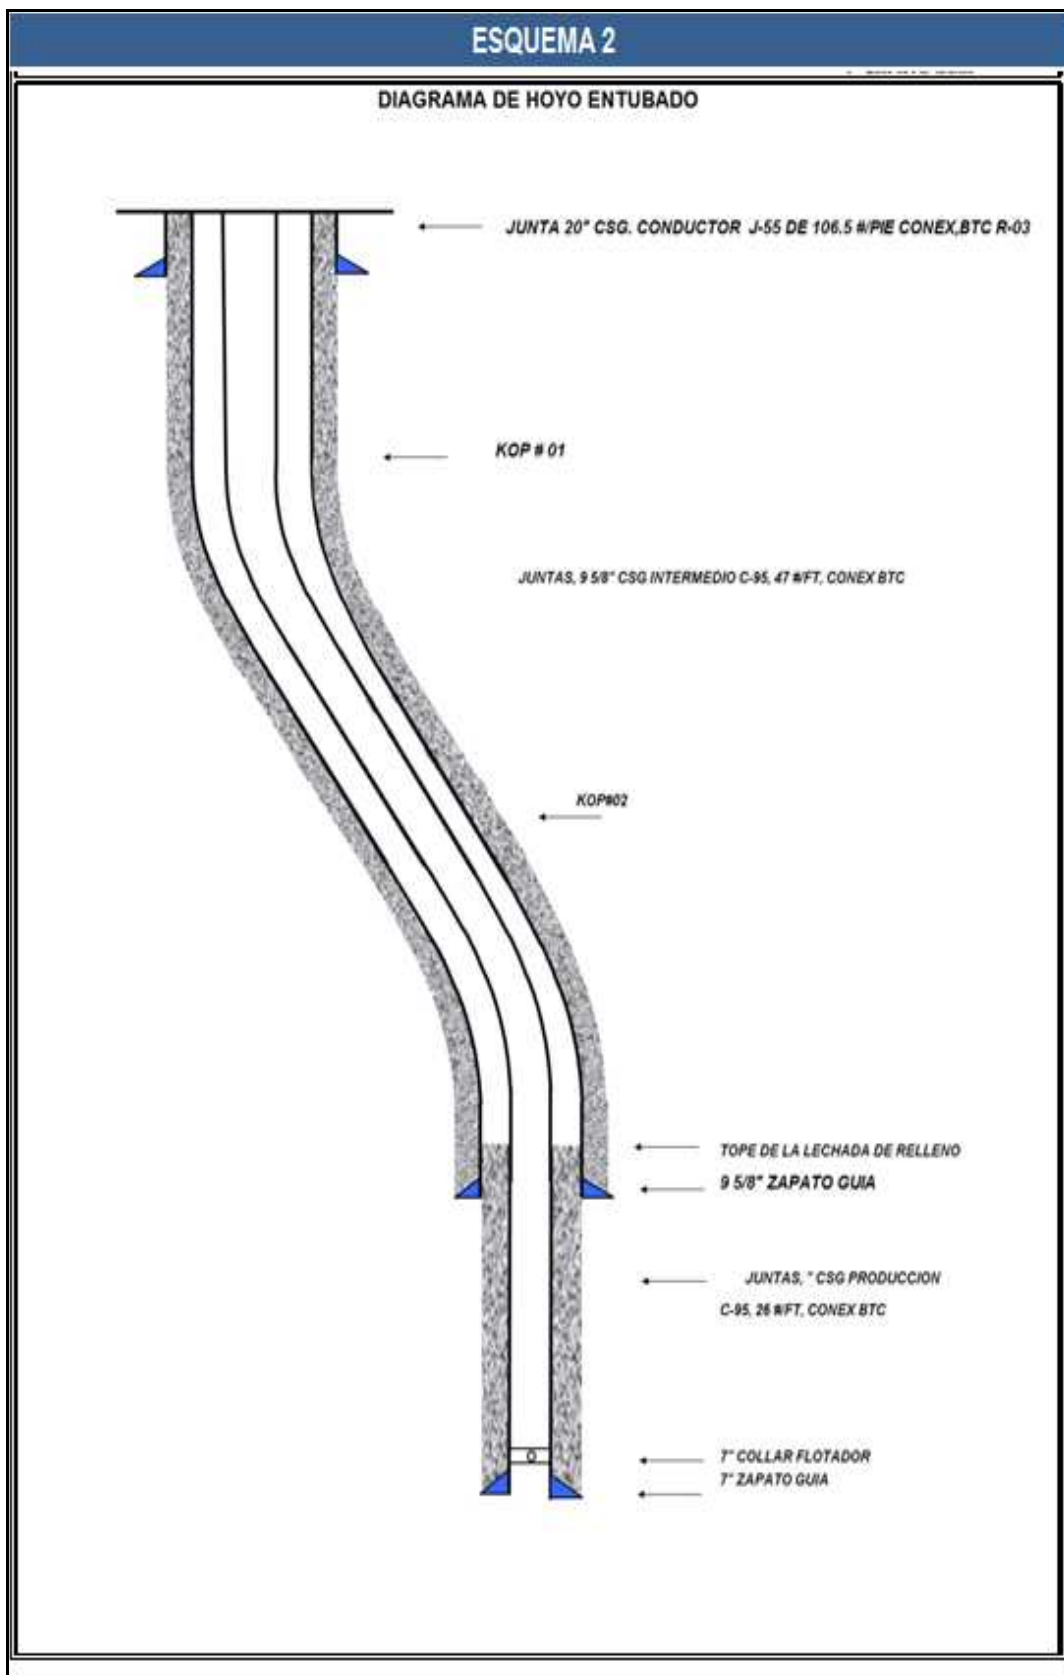 ESQUEMA 2
DIAGRAMA DE HOYO ENTUBADO
JUNTA 20" CSG. CONDUCTOR J-55 DE 106.5 #/PIE CONEX,BTC R-03
KOP # 01
JUNTAS, 9 5/8" CSG INTERMEDIO C-95, 47 #/FT, CONEX BTC
KOP#02
TOPE DE LA LECHADA DE RELLENO
9 5/8" ZAPATO GUIA
JUNTAS, " CSG PRODUCCION
C-95, 26 #/FT, CONEX BTC
7" COLLAR FLOTADOR
7" ZAPATO GUIA